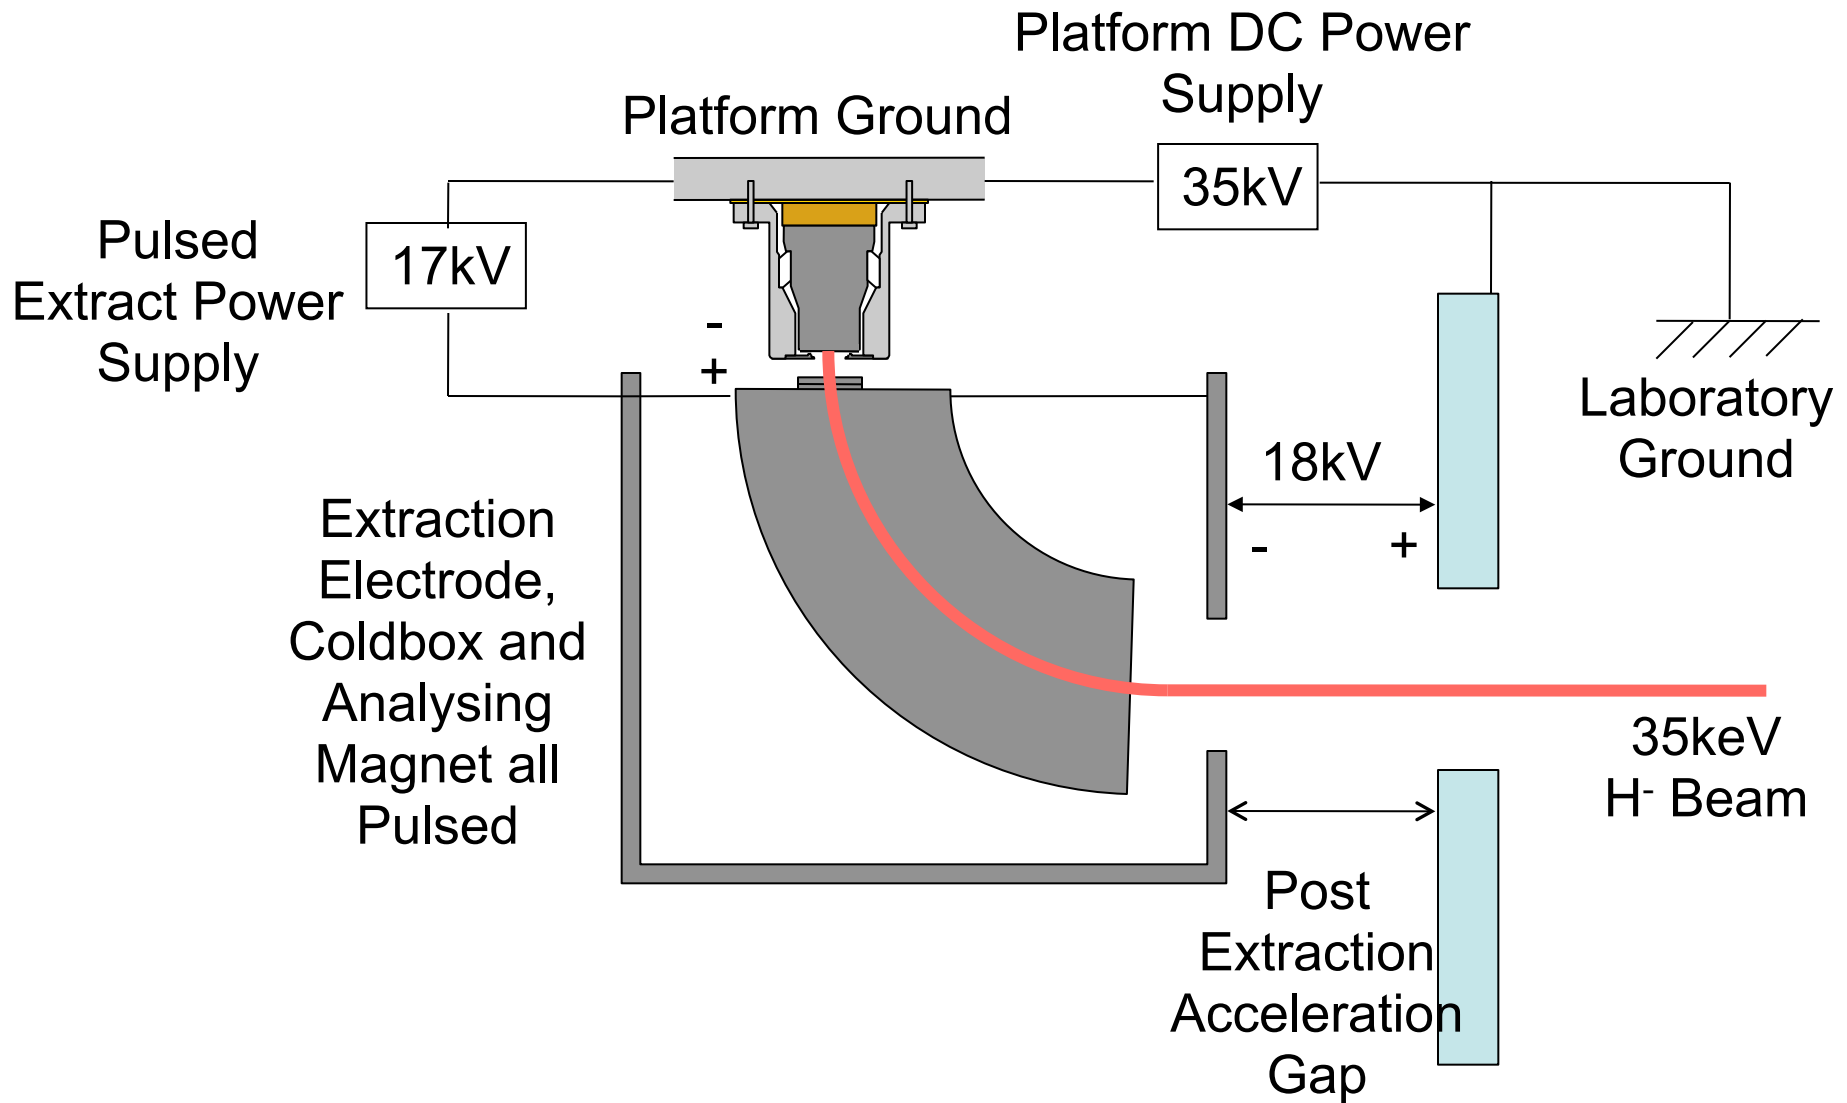 Platform DC Power
Supply
Platform Ground
35kV
Pulsed
Extract Power
Supply
17kV
-
+
Laboratory
Ground
18kV
- +
Extraction
Electrode,
Coldbox and
Analysing
Magnet all
Pulsed
35keV
H- Beam
Post
Extraction
Acceleration
Gap